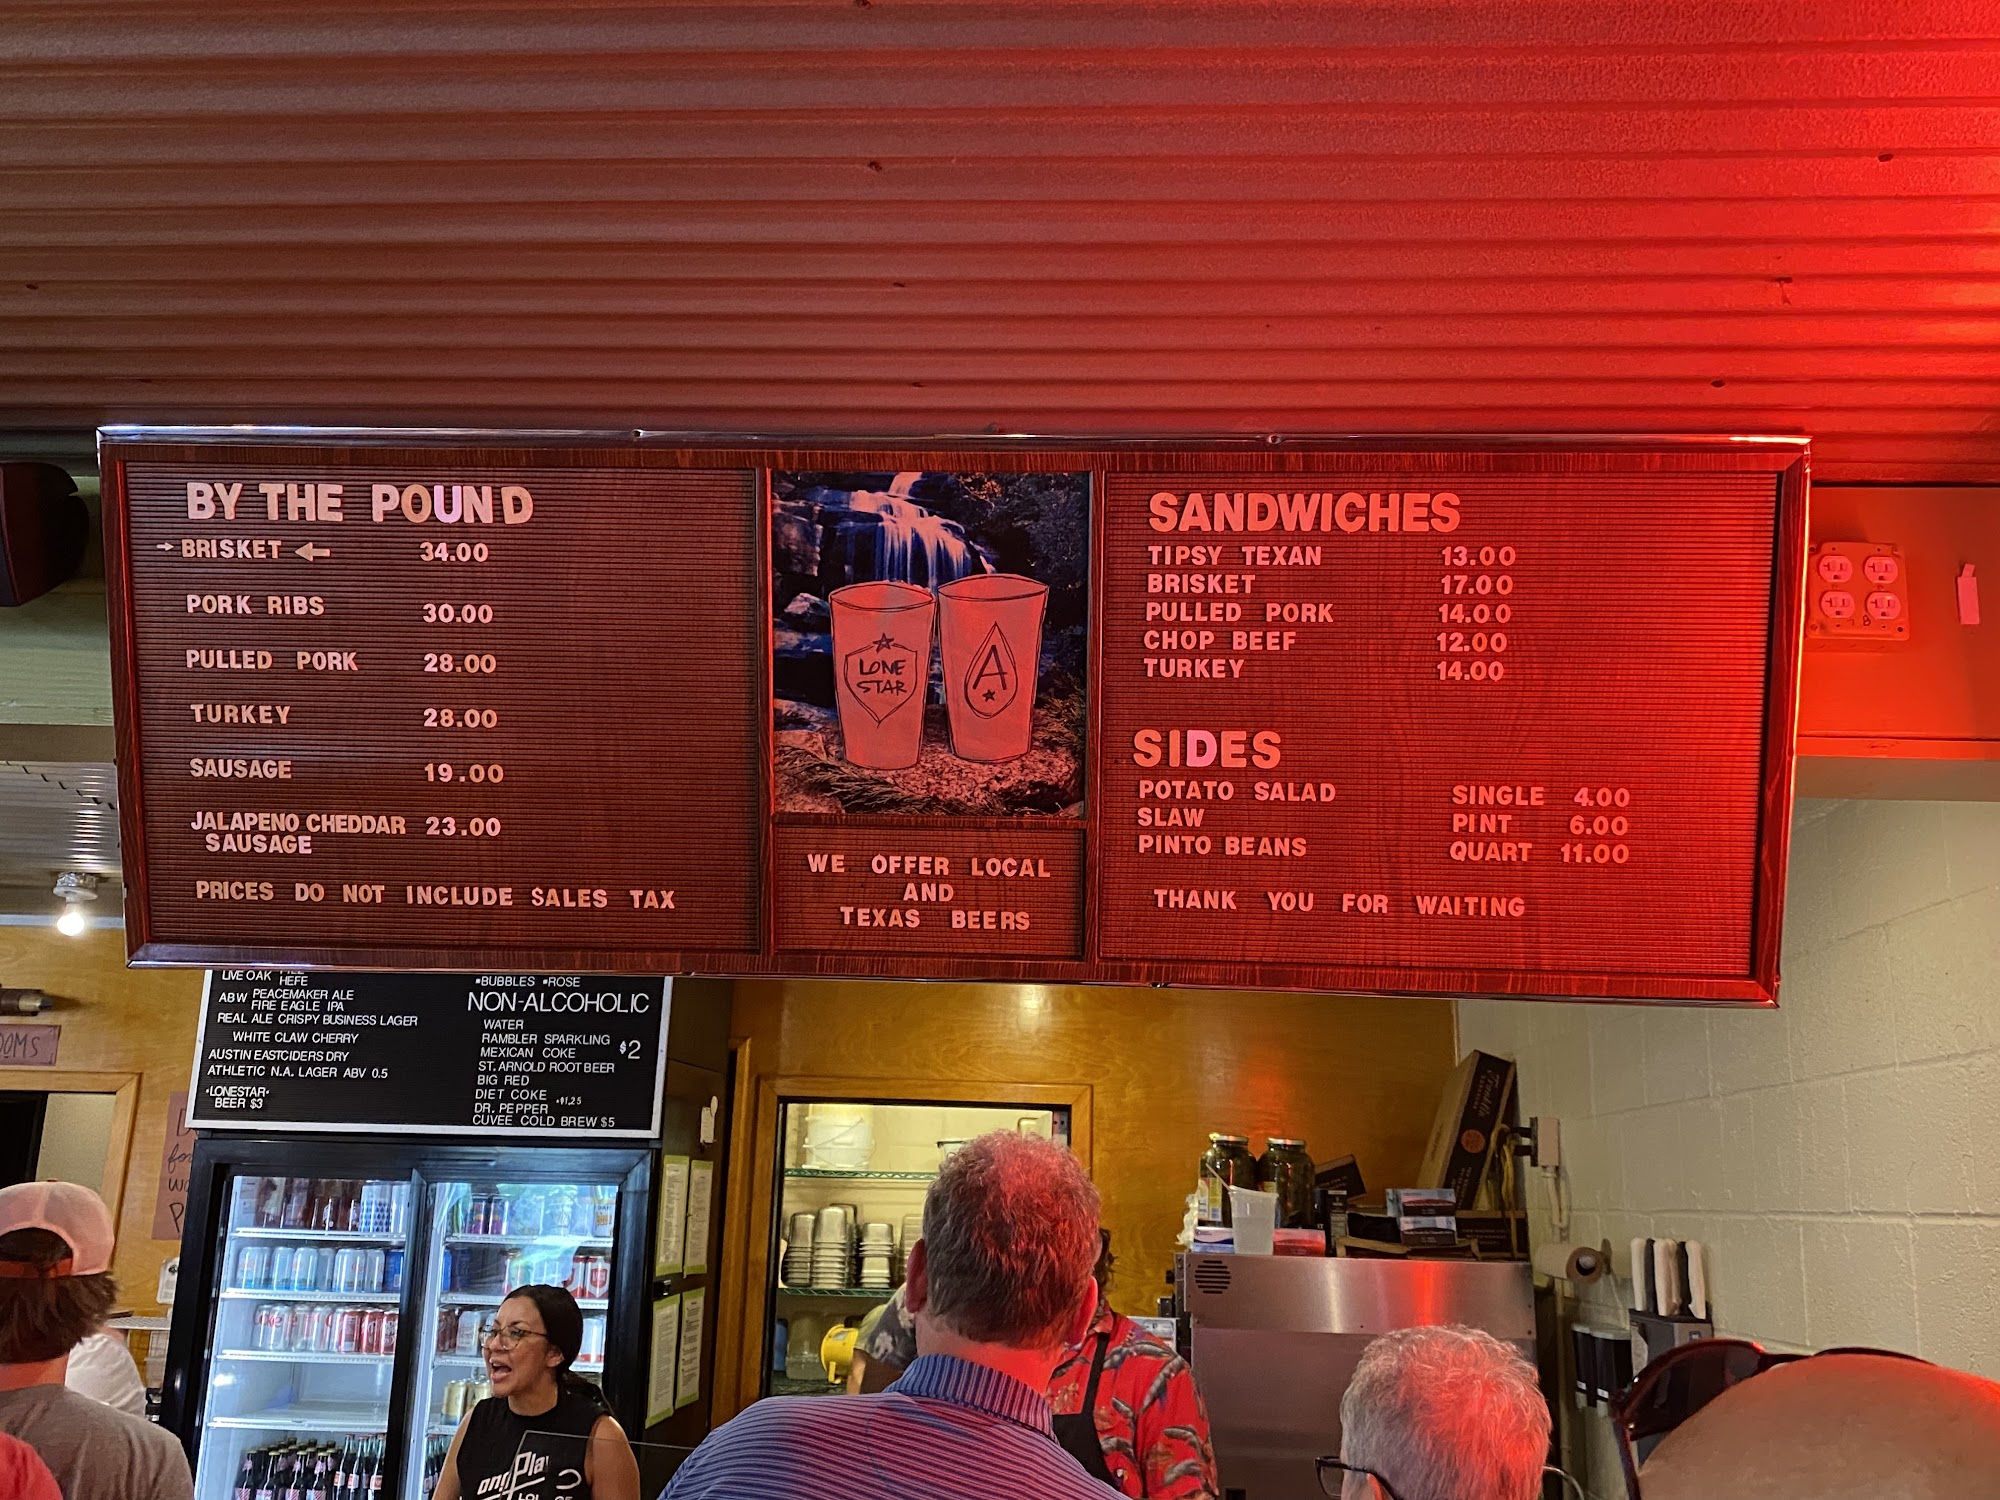 BY THE POUND
→ BRISKET ← 34.00
PORK RIBS 30.00
PULLED PORK 28.00
TURKEY 28.00
SAUSAGE 19.00
JALAPENO CHEDDAR 23.00
SAUSAGE
PRICES DO NOT INCLUDE SALES TAX
LONE
STAR
A
WE OFFER LOCAL
AND
TEXAS BEERS
SANDWICHES
TIPSY TEXAN 13.00
BRISKET 17.00
PULLED PORK 14.00
CHOP BEEF 12.00
TURKEY 14.00
SIDES
POTATO SALAD SINGLE 4.00
SLAW PINT 6.00
PINTO BEANS QUART 11.00
THANK YOU FOR WAITING
LIVE OAK
HEFE
ABW PEACEMAKER ALE
FIRE EAGLE IPA
REAL ALE CRISPY BUSINESS LAGER
WHITE CLAW CHERRY
AUSTIN EASTCIDERS DRY
ATHLETIC N.A. LAGER ABV 0.5
•LONESTAR•
BEER $3
•BUBBLES •ROSE
NON-ALCOHOLIC
WATER
RAMBLER SPARKLING
MEXICAN COKE $2
ST. ARNOLD ROOT BEER
BIG RED
DIET COKE •$1.25
DR. PEPPER
CUVEE COLD BREW $5